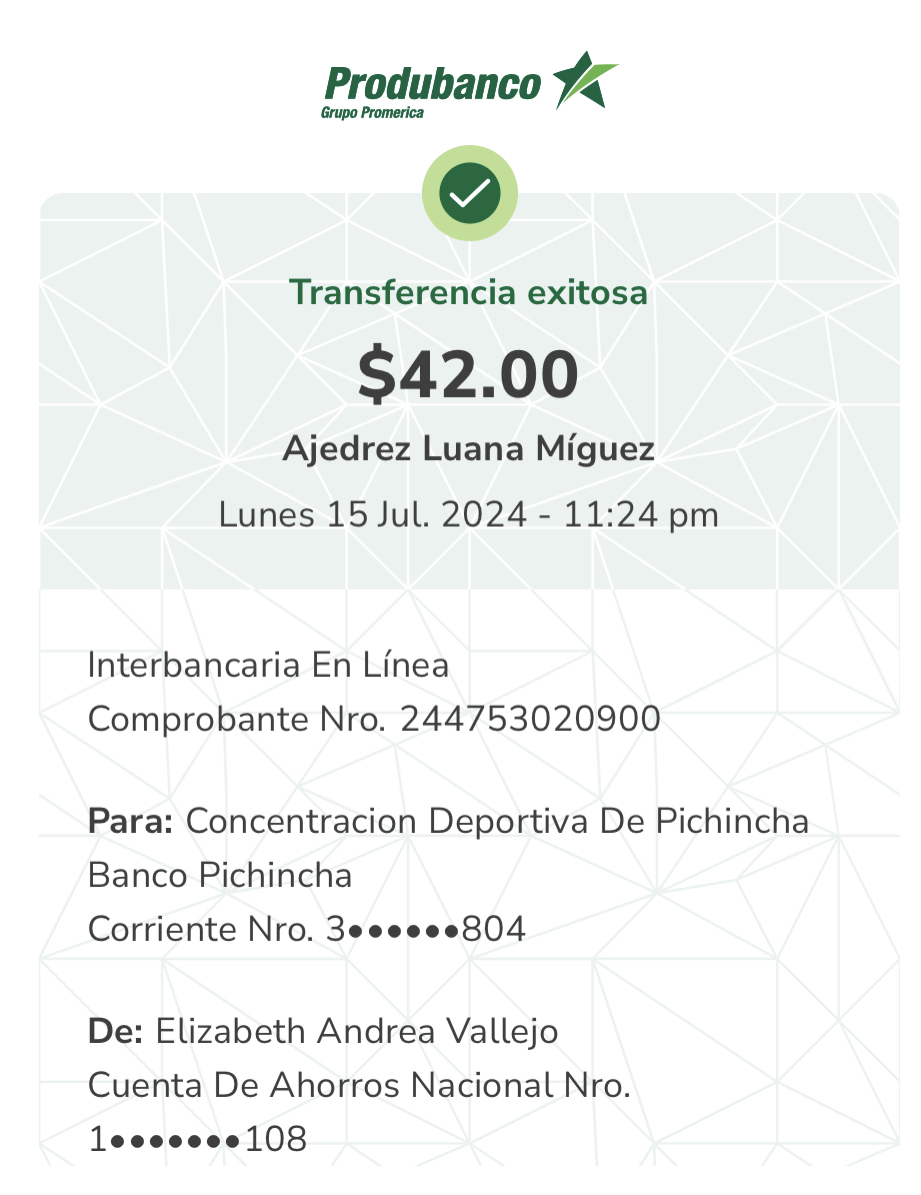 Produbanco
Grupo Promerica
Transferencia exitosa
$42.00
Ajedrez Luana Míguez
Lunes 15 Jul. 2024 - 11:24 pm
Interbancaria En Línea
Comprobante Nro. 244753020900
Para: Concentracion Deportiva De Pichincha
Banco Pichincha
Corriente Nro. 3••••••804
De: Elizabeth Andrea Vallejo
Cuenta De Ahorros Nacional Nro.
1•••••••108